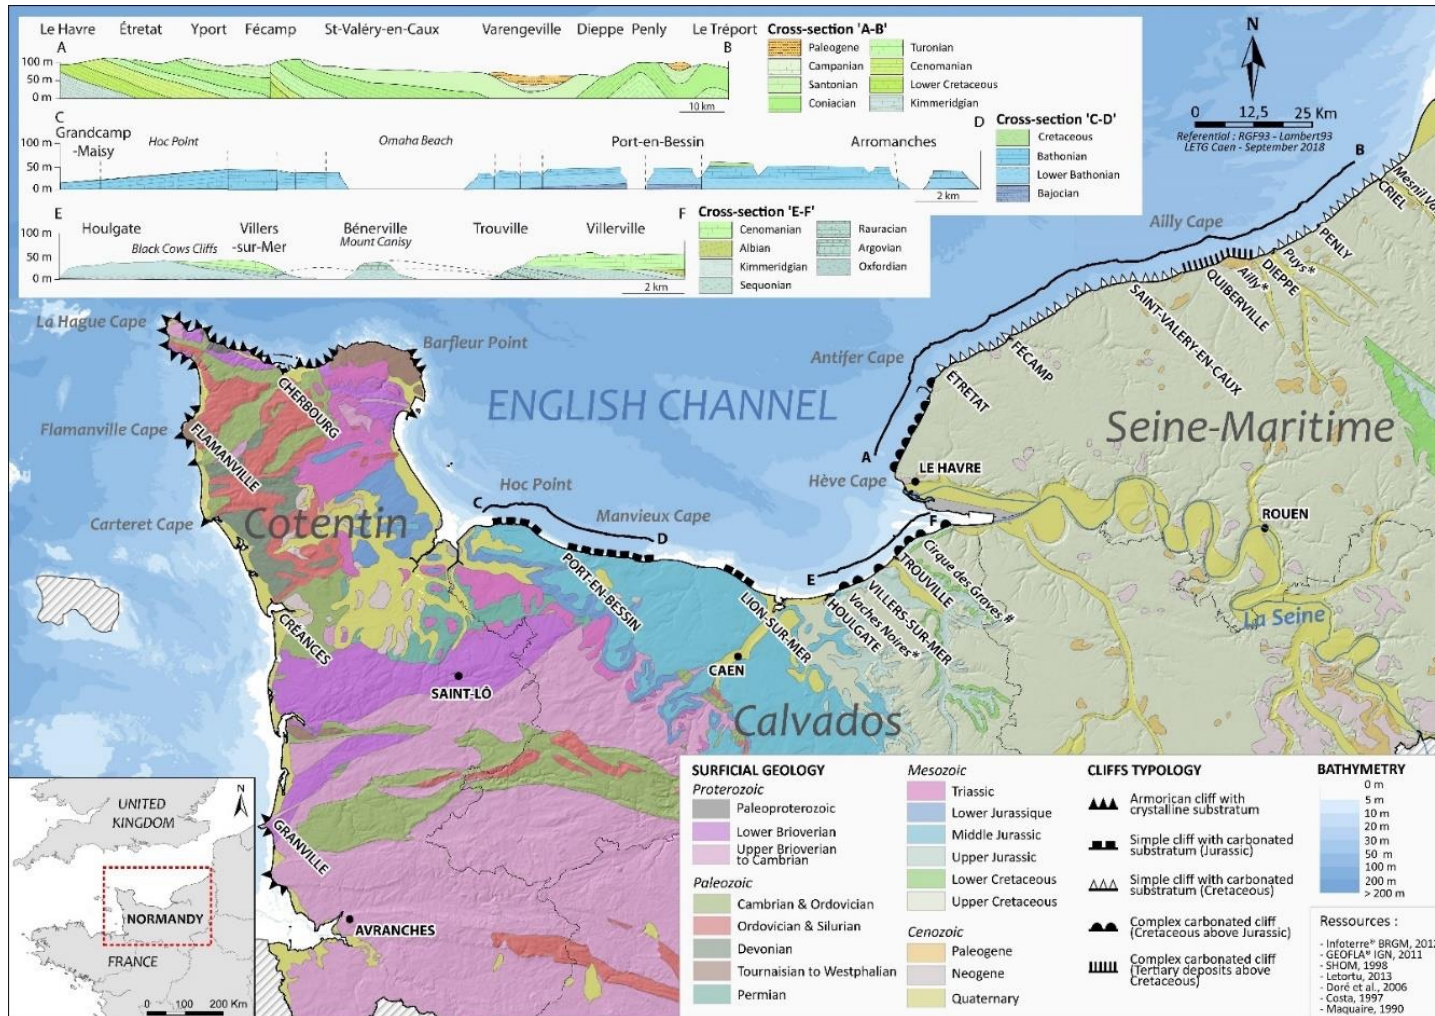 Le Havre Étretat Yport Fécamp St-Valéry-en-Caux Varengeville Dieppe Penly Le Tréport
A B
100 m
50 m
0 m
10 km
Cross-section 'A-B'
Paleogene
Campanian
Santonian
Coniacian
Turonian
Cenomanian
Lower Cretaceous
Kimmeridgian
C D
Grandcamp
-Maisy
Hoc Point
Omaha Beach
Port-en-Bessin
Arromanches
100 m
50 m
0 m
2 km
Cross-section 'C-D'
Cretaceous
Bathonian
Lower Bathonian
Bajocian
E F
Houlgate
Black Cows Cliffs
Villers
-sur-Mer
Bénerville
Mount Canisy
Trouville
Villerville
100 m
50 m
0 m
2 km
Cross-section 'E-F'
Cenomanian
Albian
Kimmeridgian
Sequonian
Rauracian
Argovian
Oxfordian
N
0 12,5 25 Km
Referential : RGF93 - Lambert93
LETG Caen - September 2018
La Hague Cape
Barfleur Point
CHERBOURG
Flamanville Cape
FLAMANVILLE
Carteret Cape
Cotentin
CRÉANCES
SAINT-LÔ
GRANVILLE
AVRANCHES
ENGLISH CHANNEL
C
Hoc Point
Manvieux Cape
D
PORT-EN-BESSIN
LION-SUR-MER
CAEN
Calvados
E
F
HOULGATE
Vaches Noires*
VILLERS-SUR-MER
TROUVILLE
Cirque des Graves #
Hève Cape
LE HAVRE
A
Antifer Cape
ETRETAT
FÉCAMP
SAINT-VALERY-EN-CAUX
QUIBERVILLE
Ailly*
Ailly Cape
DIEPPE
Puys*
PENLY
CRIEL
B
Seine-Maritime
ROUEN
La Seine
UNITED
KINGDOM
N
NORMANDY
FRANCE
0 100 200 Km
SURFICIAL GEOLOGY
Proterozoic
Paleoproterozoic
Lower Brioverian
Upper Brioverian
to Cambrian
Paleozoic
Cambrian & Ordovician
Ordovician & Silurian
Devonian
Tournaisian to Westphalian
Permian
Mesozoic
Triassic
Lower Jurassique
Middle Jurassic
Upper Jurassic
Lower Cretaceous
Upper Cretaceous
Cenozoic
Paleogene
Neogene
Quaternary
CLIFFS TYPOLOGY
Armorican cliff with
crystalline substratum
Simple cliff with carbonated
substratum (Jurassic)
Simple cliff with carbonated
substratum (Cretaceous)
Complex carbonated cliff
(Cretaceous above Jurassic)
Complex carbonated cliff
(Tertiary deposits above
Cretaceous)
BATHYMETRY
0 m
5 m
10 m
20 m
30 m
50 m
100 m
200 m
> 200 m
Ressources :
- Infoterre® BRGM, 2012
- GEOFLA® IGN, 2011
- SHOM, 1998
- Letortu, 2013
- Doré et al., 2006
- Costa, 1997
- Maquaire, 1990